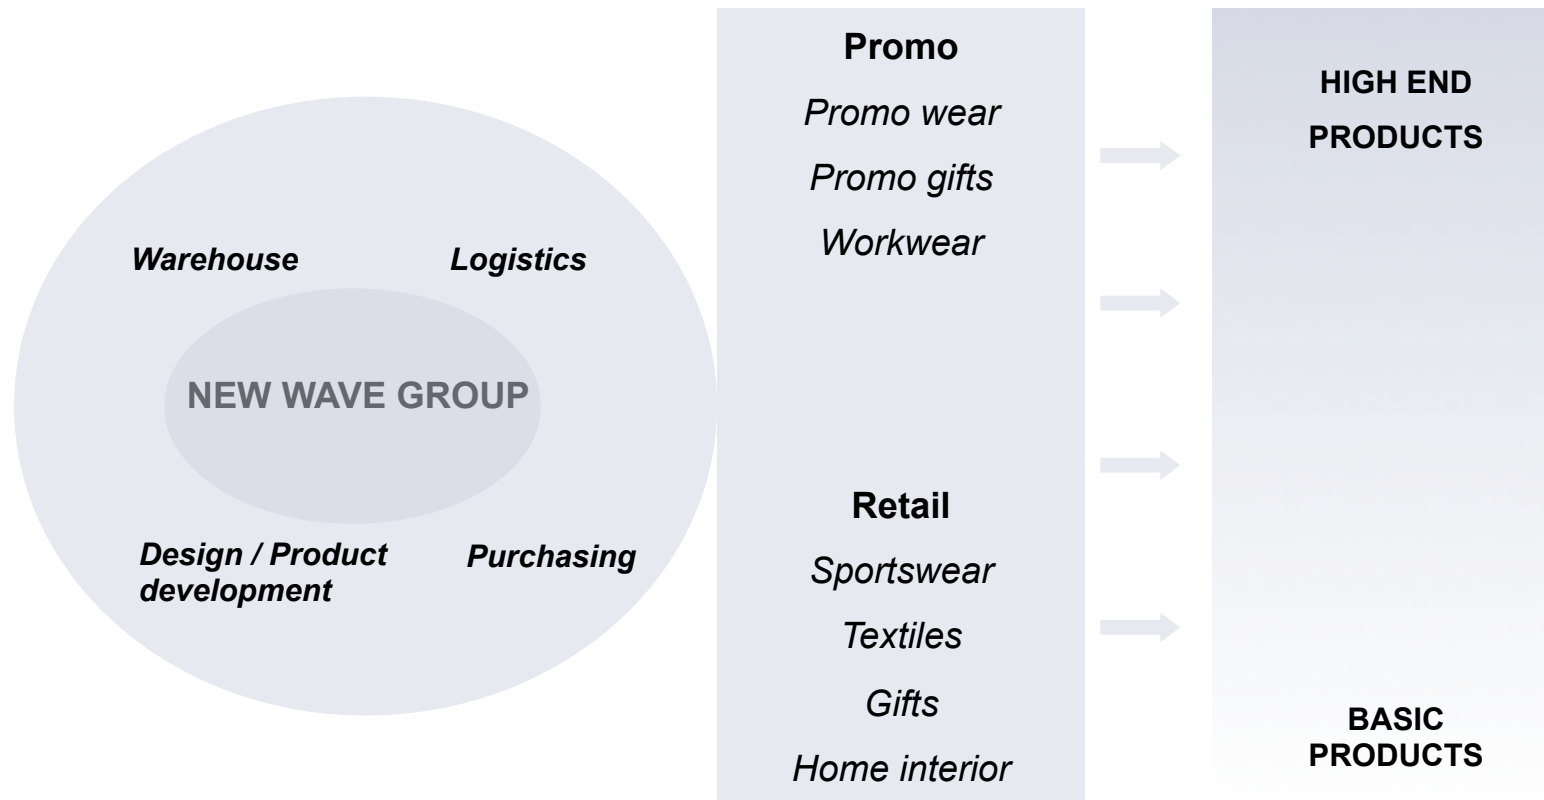 Warehouse
Logistics
NEW WAVE GROUP
Design / Product
development
Purchasing
Promo
Promo wear
Promo gifts
Workwear
Retail
Sportswear
Textiles
Gifts
Home interior
HIGH END
PRODUCTS
BASIC
PRODUCTS